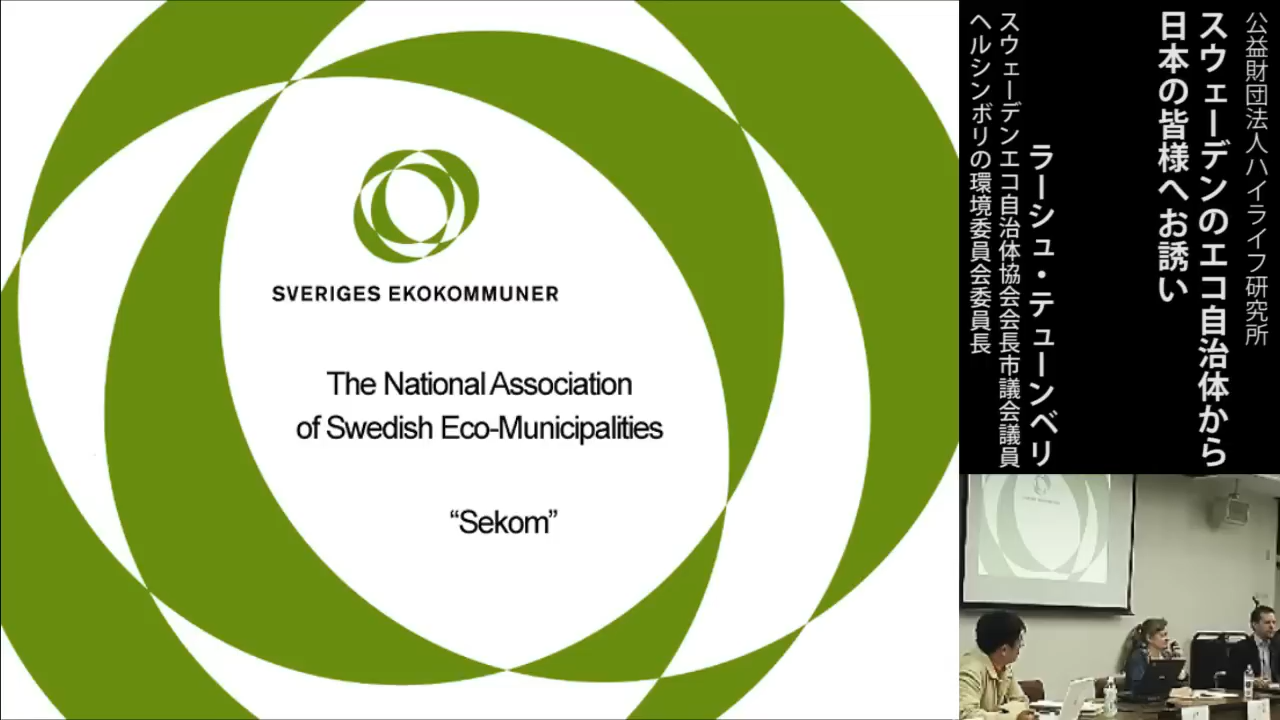 SVERIGES EKOKOMMUNER
The National Association
of Swedish Eco-Municipalities
“Sekom”
公益財団法人ハイライフ研究所
スウェーデンのエコ自治体から
日本の皆様へお誘い
ラーシュ・テューンベリ
スウェーデンエコ自治体協会会長市議会議員
ヘルシンボリの環境委員会委員長